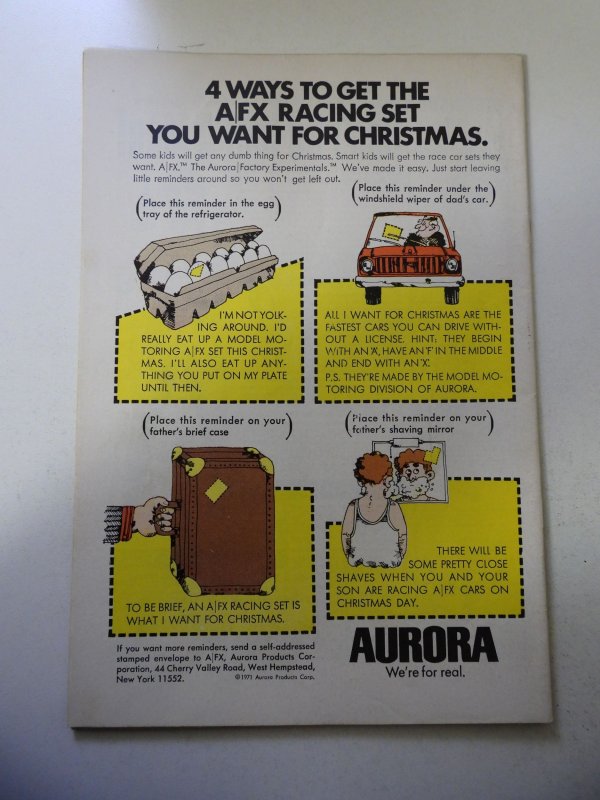 4 WAYS TO GET THE
A|FX RACING SET
YOU WANT FOR CHRISTMAS.
Some kids will get any dumb thing for Christmas. Smart kids will get the race car sets they
want. A|FX.™ The Aurora|Factory Experimentals.™ We've made it easy. Just start leaving
little reminders around so you won't get left out.
(Place this reminder in the egg
tray of the refrigerator.)
I'M NOT YOLK-
ING AROUND. I'D
REALLY EAT UP A MODEL MO-
TORING A|FX SET THIS CHRIST-
MAS. I'LL ALSO EAT UP ANY-
THING YOU PUT ON MY PLATE
UNTIL THEN.
(Place this reminder under the
windshield wiper of dad's car.)
ALL I WANT FOR CHRISTMAS ARE THE
FASTEST CARS YOU CAN DRIVE WITH-
OUT A LICENSE. HINT: THEY BEGIN
WITH AN 'A', HAVE AN 'F' IN THE MIDDLE
AND END WITH AN 'X'.
P.S. THEY'RE MADE BY THE MODEL MO-
TORING DIVISION OF AURORA.
(Place this reminder on your
father's brief case)
TO BE BRIEF, AN A|FX RACING SET IS
WHAT I WANT FOR CHRISTMAS.
(Place this reminder on your
father's shaving mirror)
THERE WILL BE
SOME PRETTY CLOSE
SHAVES WHEN YOU AND YOUR
SON ARE RACING A|FX CARS ON
CHRISTMAS DAY.
If you want more reminders, send a self-addressed
stamped envelope to A|FX, Aurora Products Cor-
poration, 44 Cherry Valley Road, West Hempstead,
New York 11552.
©1971 Aurora Products Corp.
AURORA
We're for real.